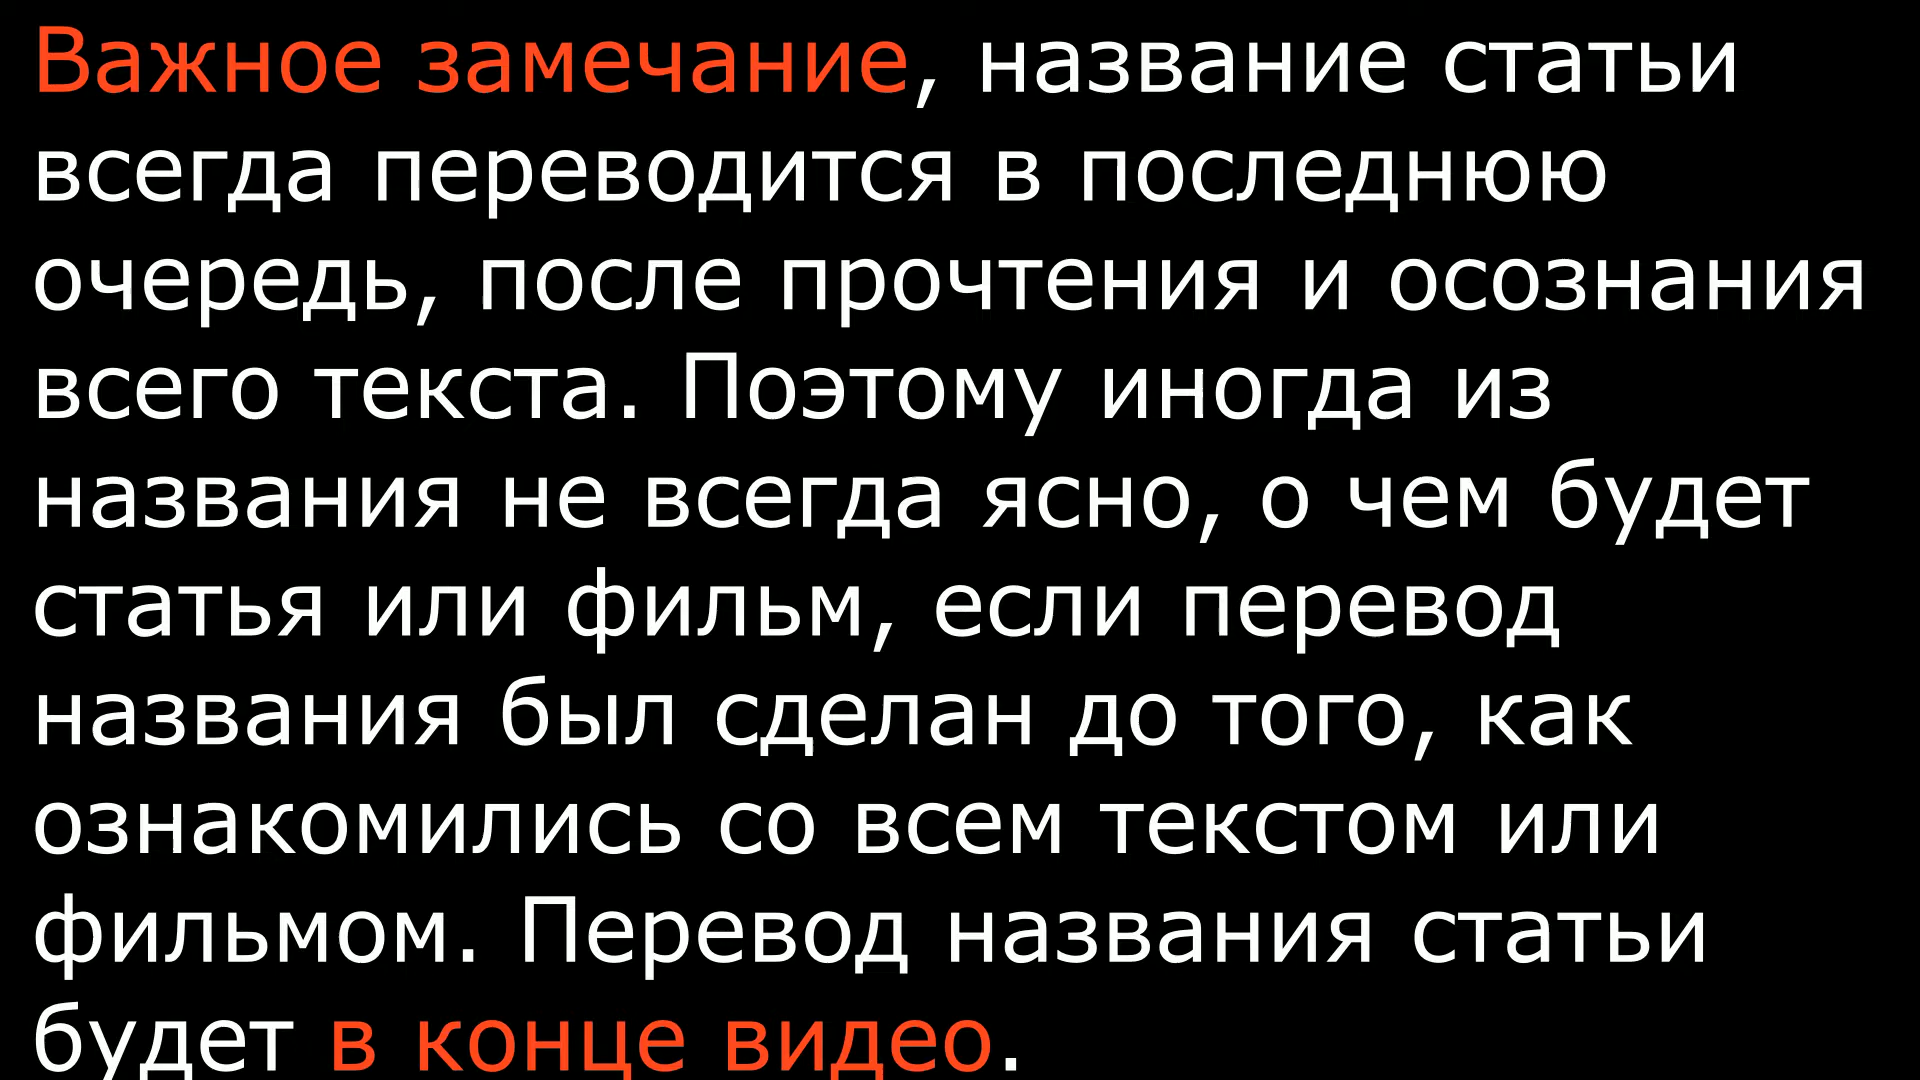 Важное замечание, название статьи
всегда переводится в последнюю
очередь, после прочтения и осознания
всего текста. Поэтому иногда из
названия не всегда ясно, о чем будет
статья или фильм, если перевод
названия был сделан до того, как
ознакомились со всем текстом или
фильмом. Перевод названия статьи
будет в конце видео.